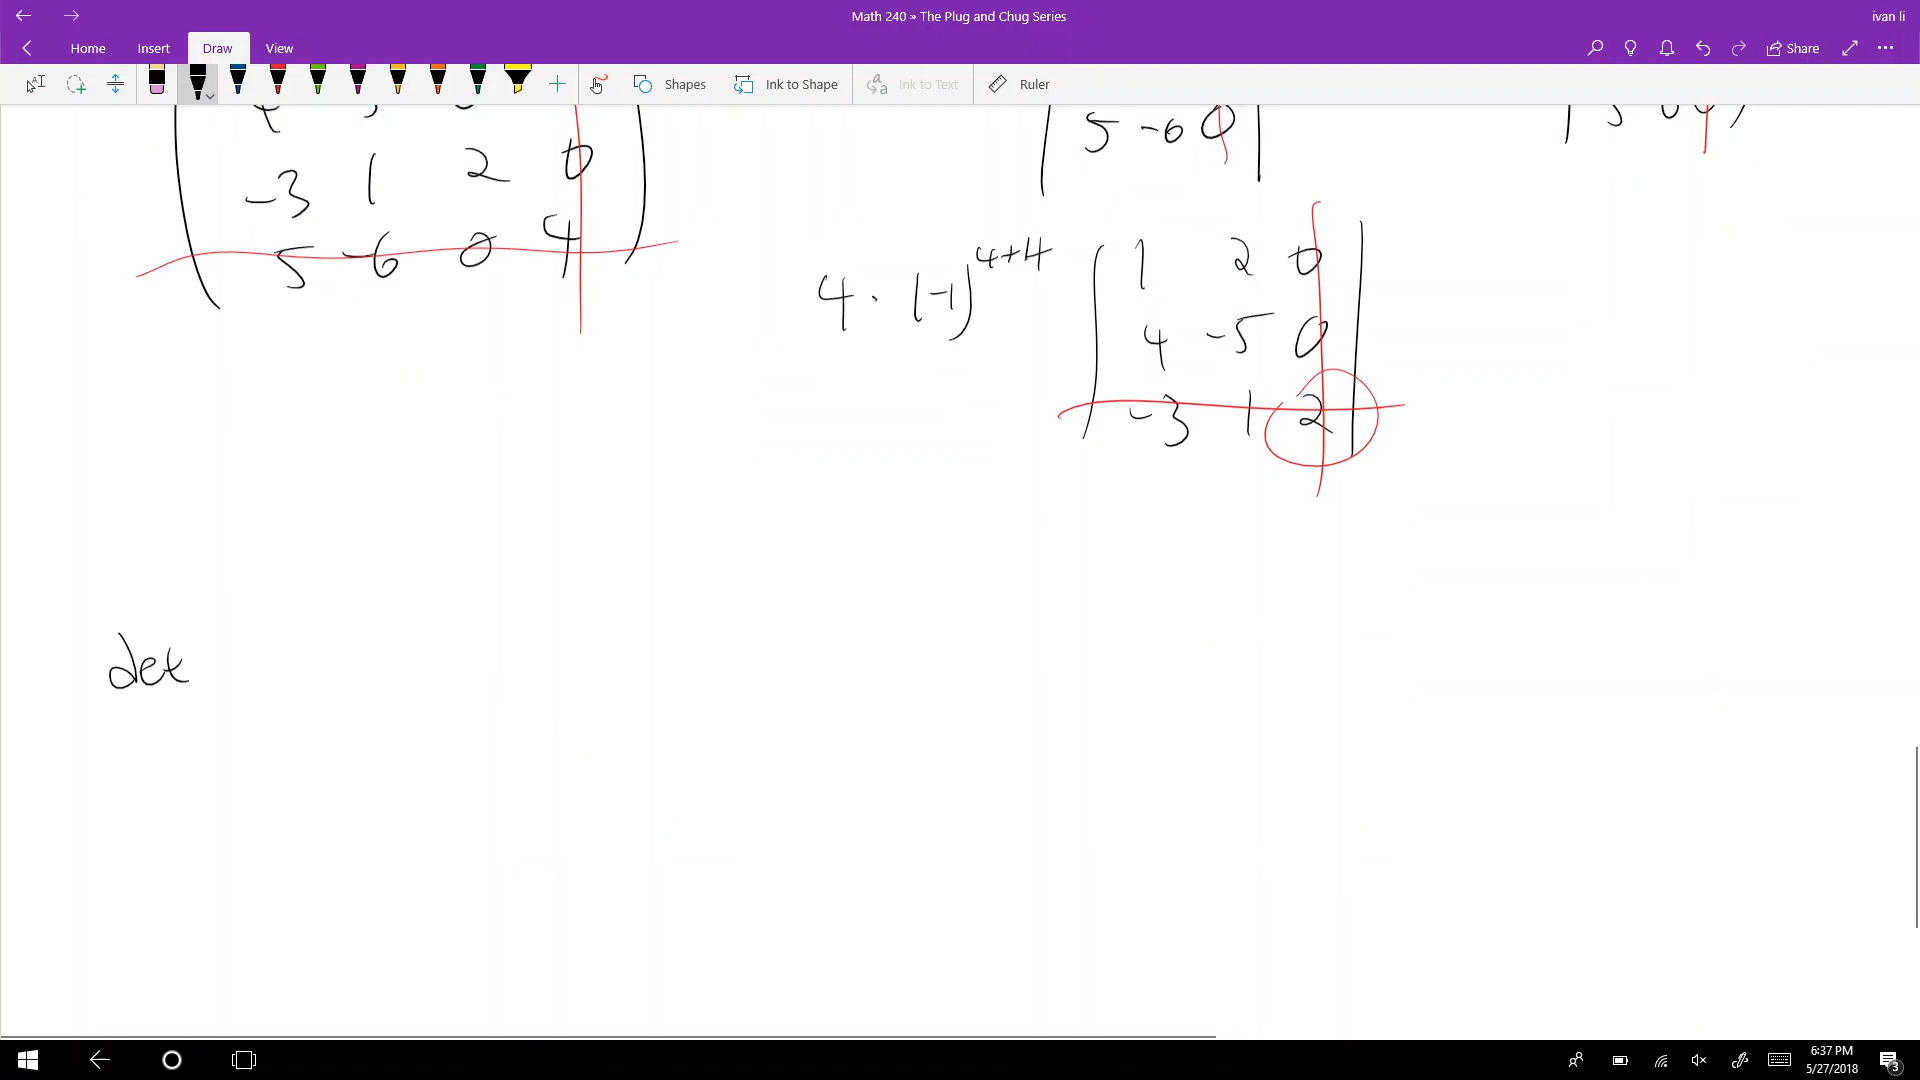 Math 240 » The Plug and Chug Series
ivan li
Home Insert Draw View
Share
Shapes Ink to Shape Ink to Text Ruler
5 -6 0
-3 1 2 0
5 -6 0 4
4 · (-1)^4+4
1 2 0
4 -5 0
-3 1 2
det
6:37 PM
5/27/2018
3